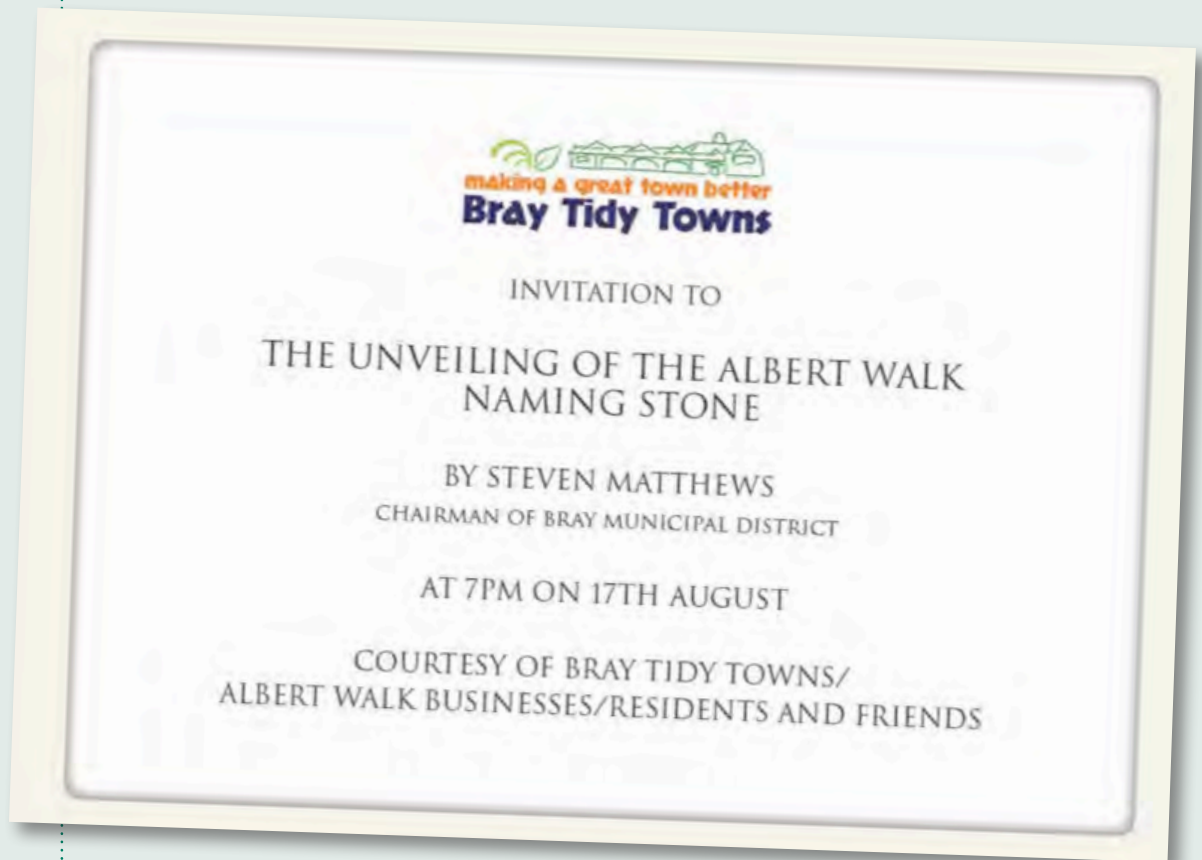 making a great town better
Bray Tidy Towns
INVITATION TO
THE UNVEILING OF THE ALBERT WALK
NAMING STONE
BY STEVEN MATTHEWS
CHAIRMAN OF BRAY MUNICIPAL DISTRICT
AT 7PM ON 17TH AUGUST
COURTESY OF BRAY TIDY TOWNS/
ALBERT WALK BUSINESSES/RESIDENTS AND FRIENDS